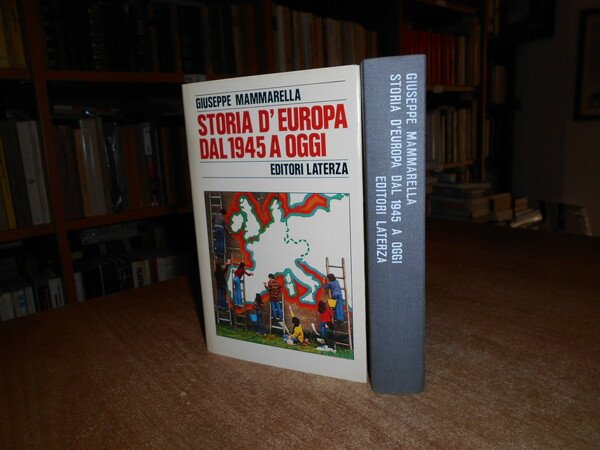 GIUSEPPE MAMMARELLA
STORIA D'EUROPA
DAL 1945 A OGGI
EDITORI LATERZA
GIUSEPPE MAMMARELLA
STORIA D'EUROPA DAL 1945 A OGGI
EDITORI LATERZA